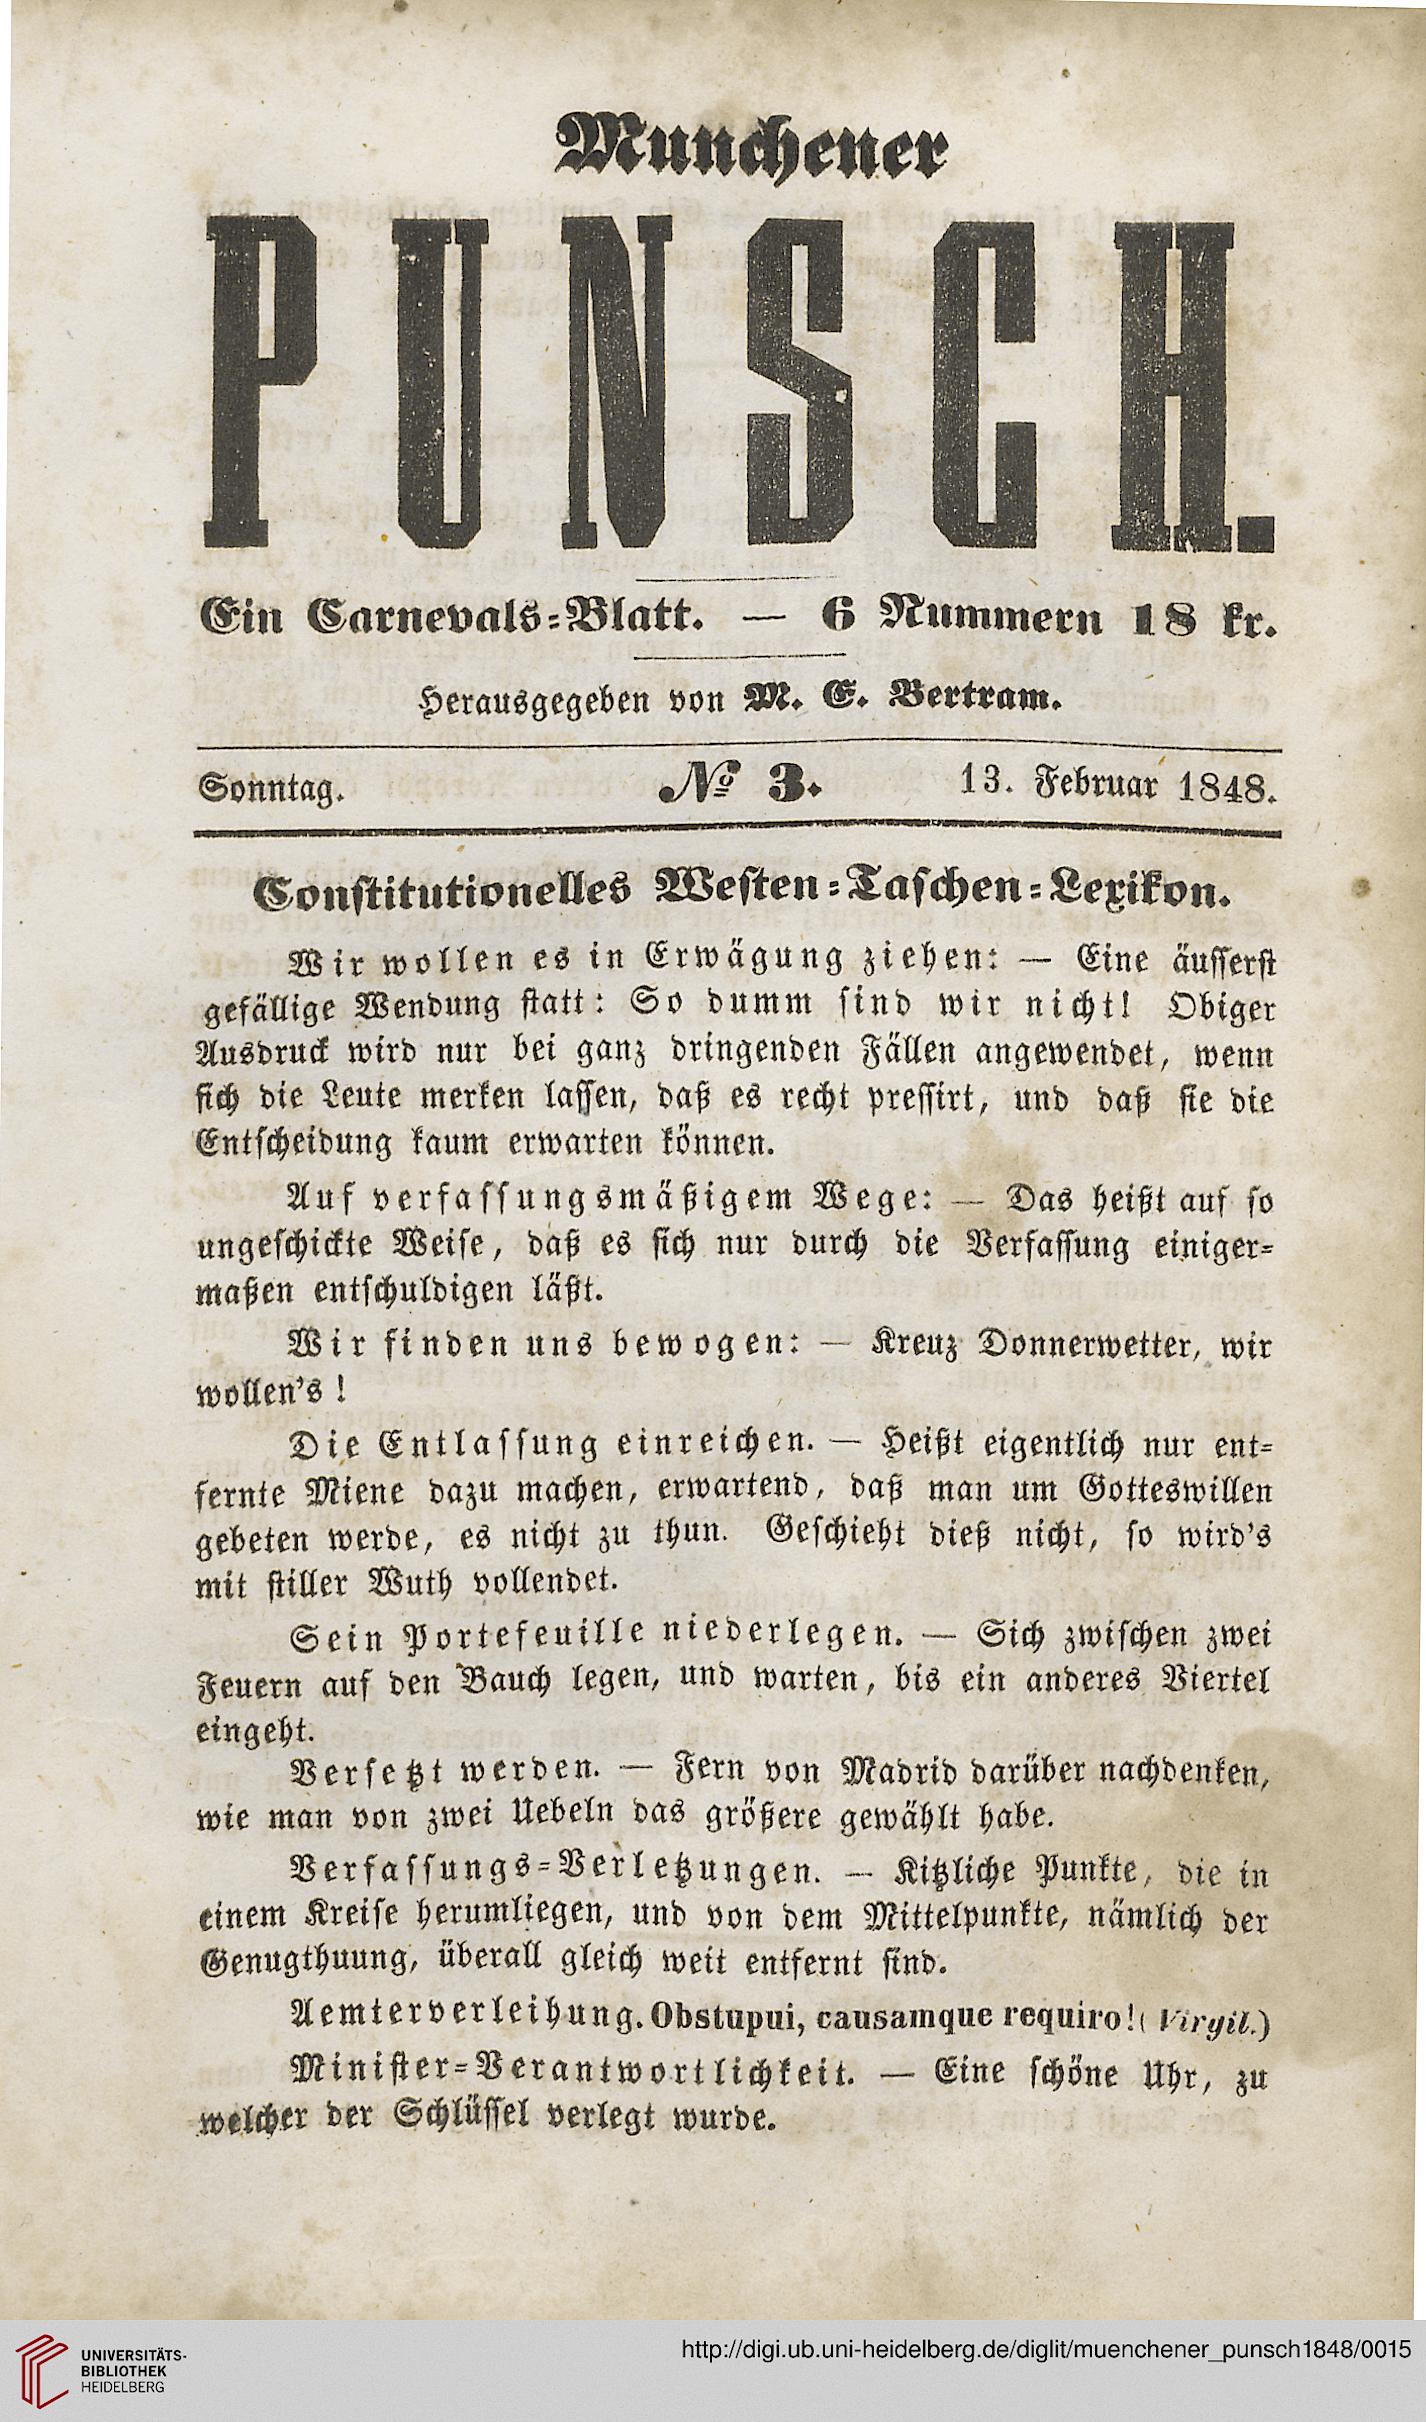 Münchener
PUNSCH.
Ein Carnevals=Blatt. — 6 Nummern 18 kr.
Herausgegeben von M. E. Bertram.
Sonntag. № 3. 13. Februar 1848.
Constitutionelles Westen=Taschen=Lexikon.
Wir wollen es in Erwägung ziehen: — Eine äusserst
gefällige Wendung statt: So dumm sind wir nicht! Obiger
Ausdruck wird nur bei ganz dringenden Fällen angewendet, wenn
sich die Leute merken lassen, daß es recht pressirt, und daß sie die
Entscheidung kaum erwarten können.
Auf verfassungsmäßigem Wege: — Das heißt auf so
ungeschickte Weise, daß es sich nur durch die Verfassung einiger=
maßen entschuldigen läßt.
Wir finden uns bewogen: — Kreuz Donnerwetter, wir
wollen's!
Die Entlassung einreichen. — Heißt eigentlich nur ent=
fernte Miene dazu machen, erwartend, daß man um Gotteswillen
gebeten werde, es nicht zu thun. Geschieht dieß nicht, so wird's
mit stiller Wuth vollendet.
Sein Portefeuille niederlegen. — Sich zwischen zwei
Feuern auf den Bauch legen, und warten, bis ein anderes Viertel
eingeht.
Versetzt werden. — Fern von Madrid darüber nachdenken,
wie man von zwei Uebeln das größere gewählt habe.
Verfassungs=Verletzungen. — Kitzliche Punkte, die in
einem Kreise herumliegen, und von dem Mittelpunkte, nämlich der
Genugthuung, überall gleich weit entfernt sind.
Aemterverleihung. Obstupui, causamque requiro! (Virgil.)
Minister=Verantwortlichkeit. — Eine schöne Uhr, zu
welcher der Schlüssel verlegt wurde.
UNIVERSITÄTS-
BIBLIOTHEK
HEIDELBERG
http://digi.ub.uni-heidelberg.de/diglit/muenchener_punsch1848/0015